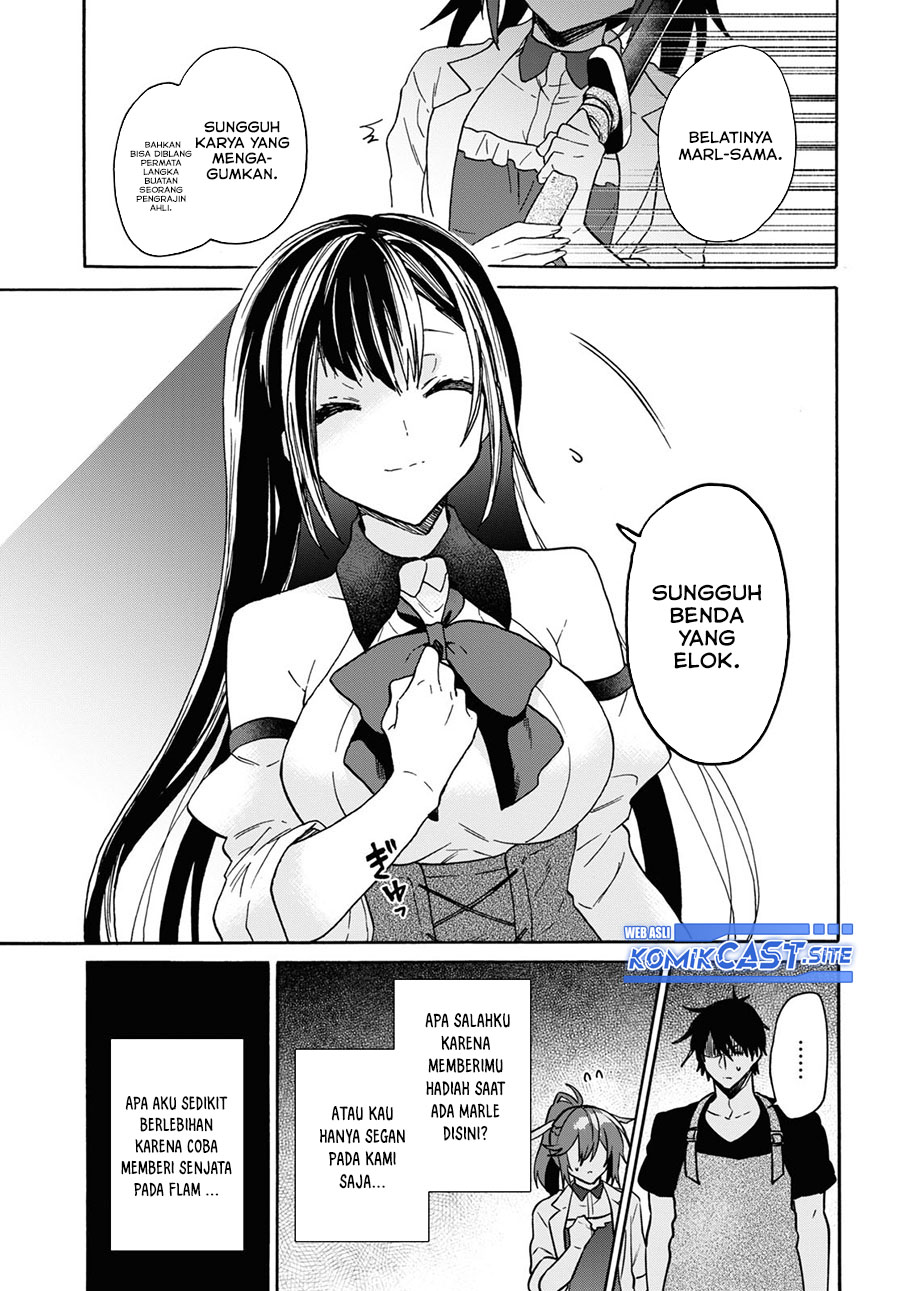 BELATINYA
MARL-SAMA.
SUNGGUH
KARYA YANG
MENGA-
GUMKAN.
BAHKAN
BISA DIBLANG
PERMATA
LANGKA
BUATAN
SEORANG
PENGRAJIN
AHLI.
SUNGGUH
BENDA
YANG
ELOK.
ぎゅっ
WEB ASLI
KOMIKCAST.SITE
........
APA SALAHKU
KARENA
MEMBERIMU
HADIAH SAAT
ADA MARLE
DISINI?
ATAU KAU
HANYA SEGAN
PADA KAMI
SAJA...
APA AKU SEDIKIT
BERLEBIHAN
KARENA COBA
MEMBERI SENJATA
PADA FLAM ...